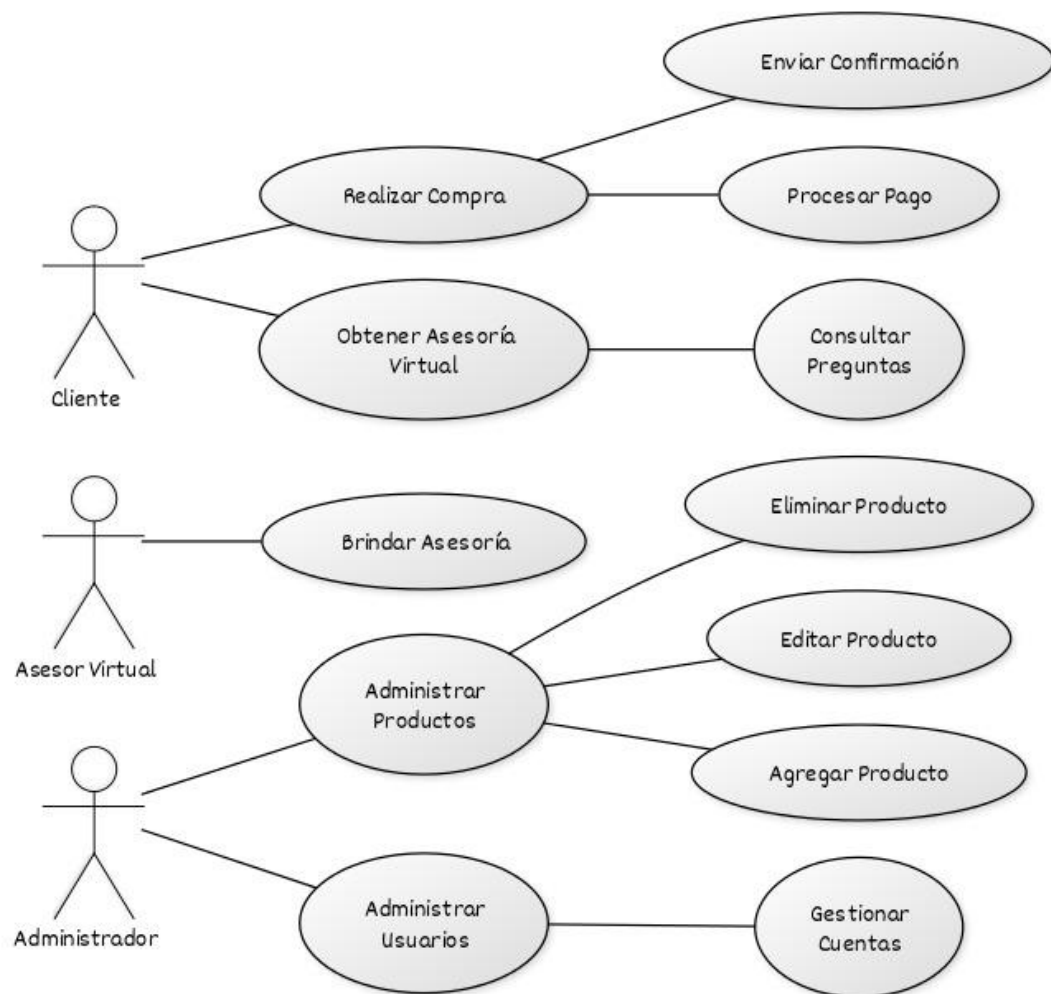 Enviar Confirmación
Realizar Compra
Procesar Pago
Obtener Asesoría
Virtual
Consultar
Preguntas
Cliente
Eliminar Producto
Brindar Asesoría
Editar Producto
Asesor Virtual
Administrar
Productos
Agregar Producto
Administrar
Usuarios
Gestionar
Cuentas
Administrador